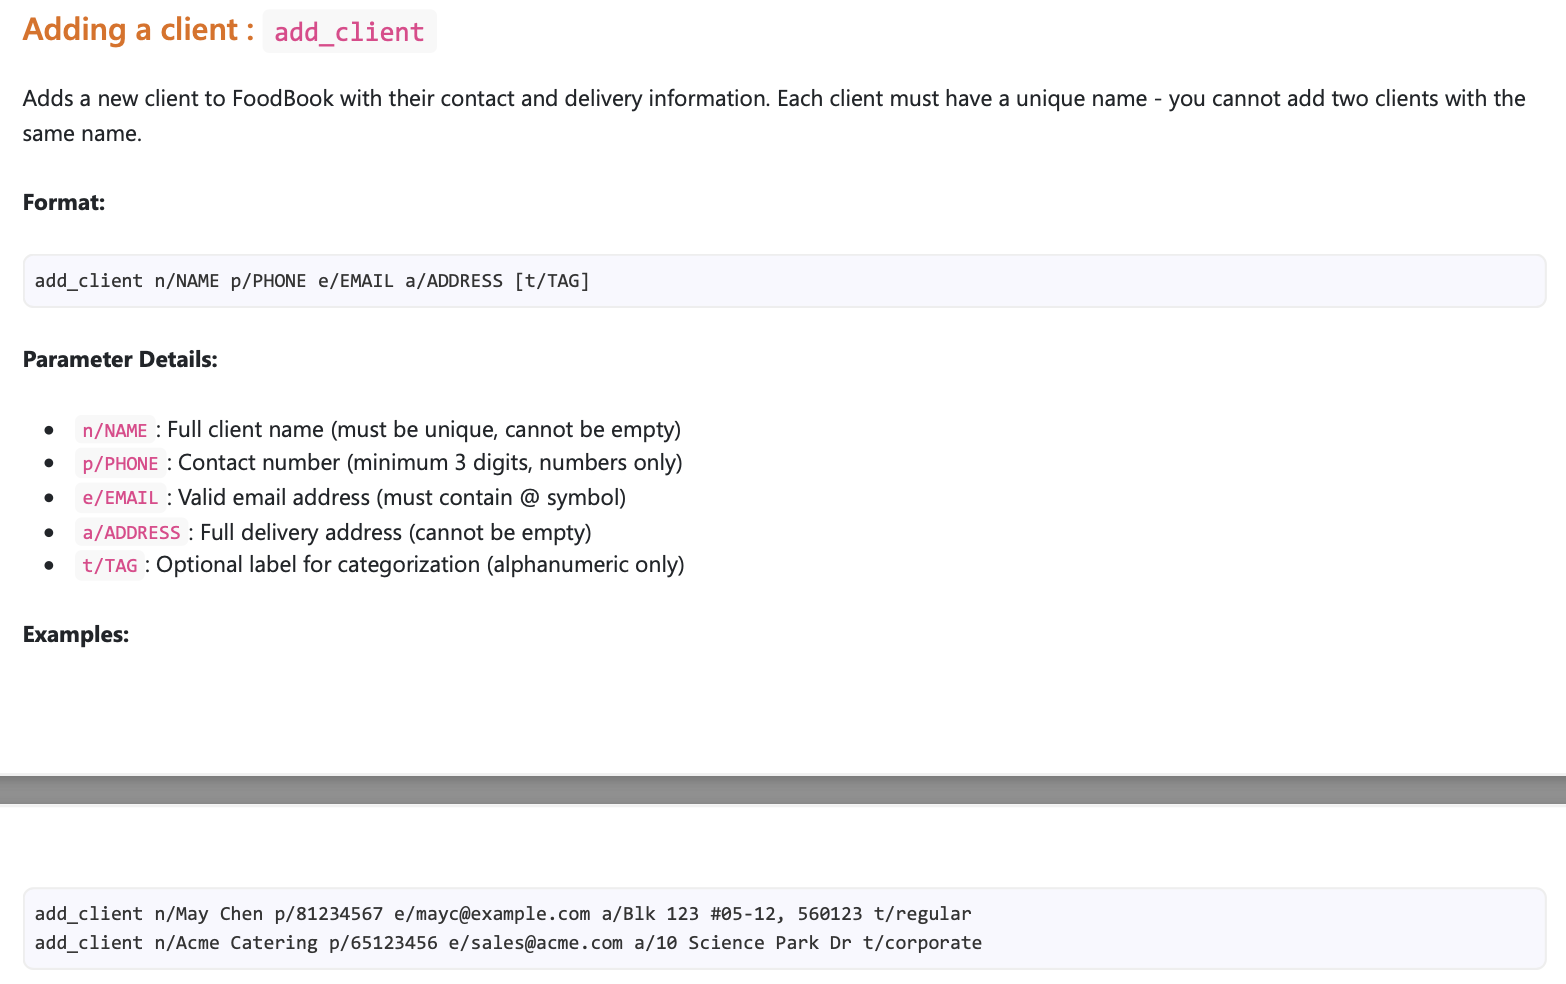 Adding a client : add_client
Adds a new client to FoodBook with their contact and delivery information. Each client must have a unique name - you cannot add two clients with the
same name.
Format:
add_client n/NAME p/PHONE e/EMAIL a/ADDRESS [t/TAG]
Parameter Details:
• n/NAME : Full client name (must be unique, cannot be empty)
• p/PHONE : Contact number (minimum 3 digits, numbers only)
• e/EMAIL : Valid email address (must contain @ symbol)
• a/ADDRESS : Full delivery address (cannot be empty)
• t/TAG : Optional label for categorization (alphanumeric only)
Examples:
add_client n/May Chen p/81234567 e/mayc@example.com a/Blk 123 #05-12, 560123 t/regular
add_client n/Acme Catering p/65123456 e/sales@acme.com a/10 Science Park Dr t/corporate